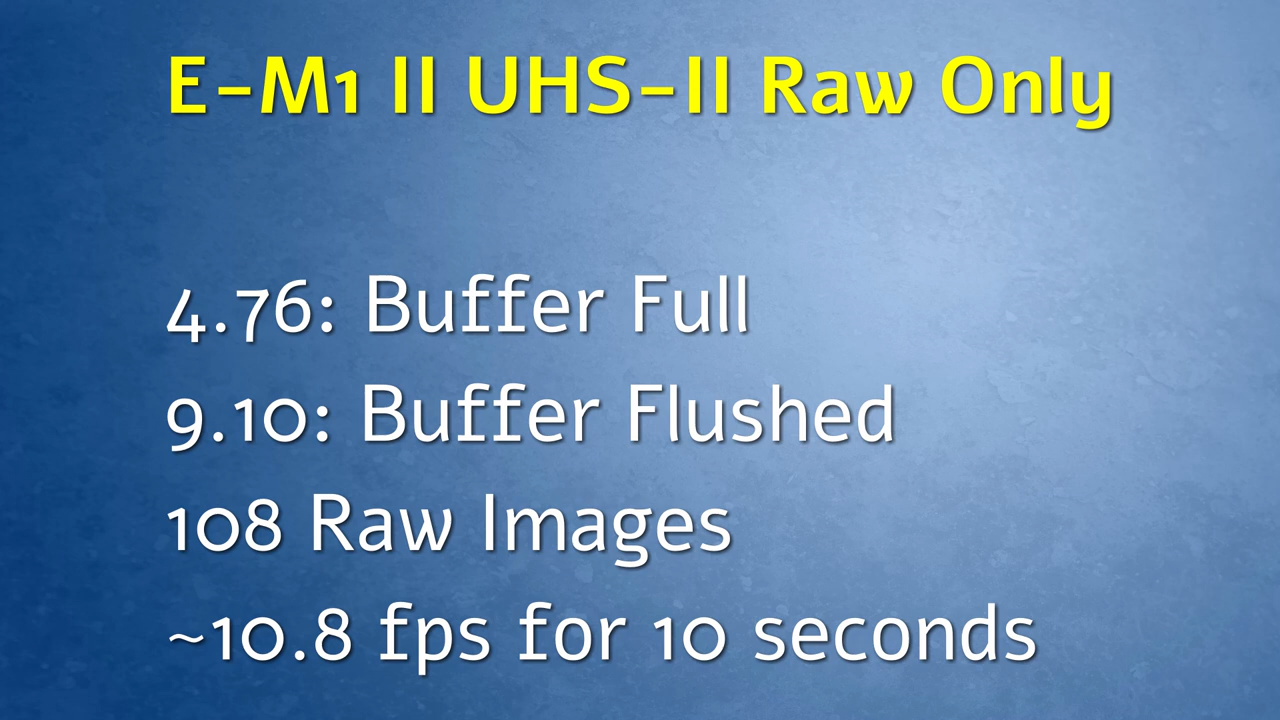 E-M1 II UHS-II Raw Only
4.76: Buffer Full
9.10: Buffer Flushed
108 Raw Images
~10.8 fps for 10 seconds